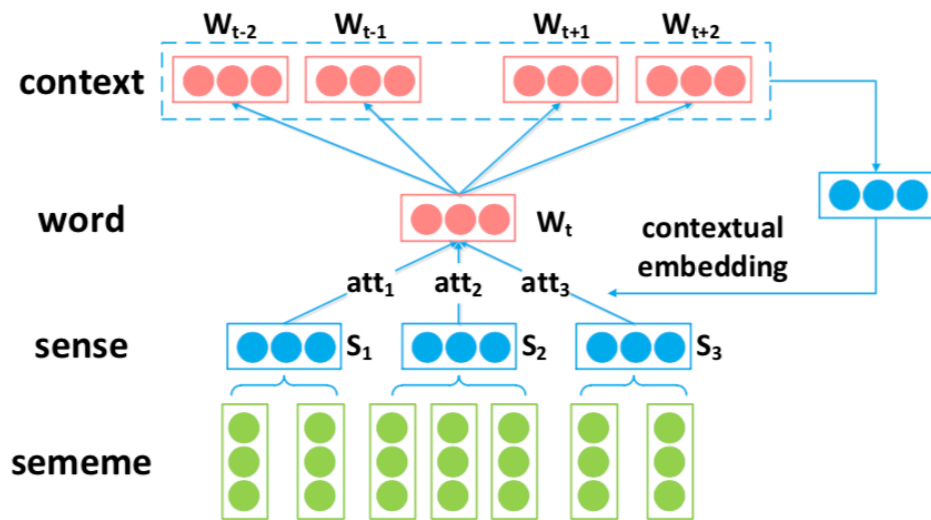 W_{t-2} W_{t-1} W_{t+1} W_{t+2}
context
word W_t
contextual
embedding
att_1 att_2 att_3
sense S_1 S_2 S_3
sememe